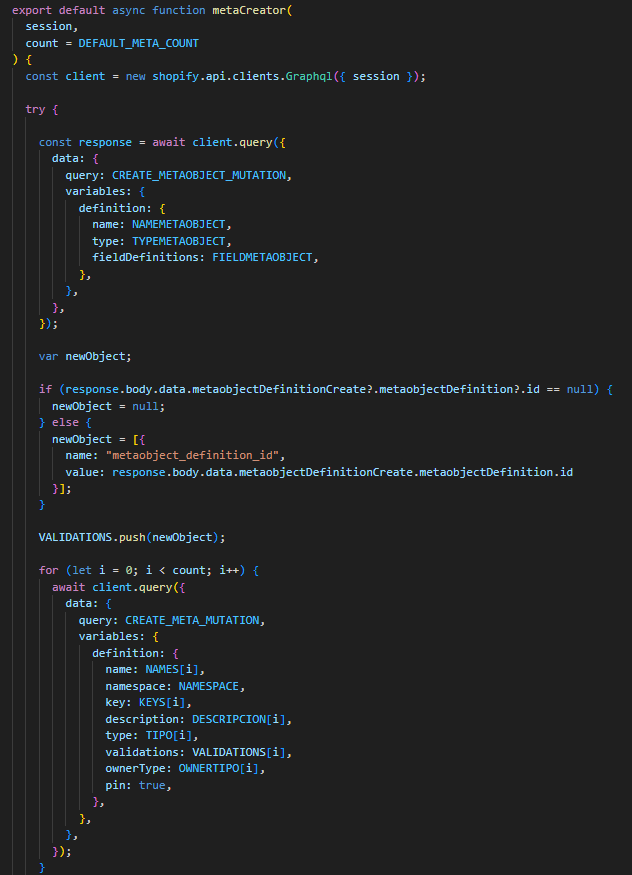 export default async function metaCreator(
  session,
  count = DEFAULT_META_COUNT
) {
  const client = new shopify.api.clients.Graphql({ session });

  try {

    const response = await client.query({
      data: {
        query: CREATE_METAOBJECT_MUTATION,
        variables: {
          definition: {
            name: NAMEMETAOBJECT,
            type: TYPEMETAOBJECT,
            fieldDefinitions: FIELDMETAOBJECT,
          },
        },
      },
    });

    var newObject;

    if (response.body.data.metaobjectDefinitionCreate?.metaobjectDefinition?.id == null) {
      newObject = null;
    } else {
      newObject = [{
        name: "metaobject_definition_id",
        value: response.body.data.metaobjectDefinitionCreate.metaobjectDefinition.id
      }];
    }

    VALIDATIONS.push(newObject);

    for (let i = 0; i < count; i++) {
      await client.query({
        data: {
          query: CREATE_META_MUTATION,
          variables: {
            definition: {
              name: NAMES[i],
              namespace: NAMESPACE,
              key: KEYS[i],
              description: DESCRIPCION[i],
              type: TIPO[i],
              validations: VALIDATIONS[i],
              ownerType: OWNERTIPO[i],
              pin: true,
            },
          },
        },
      });
    }